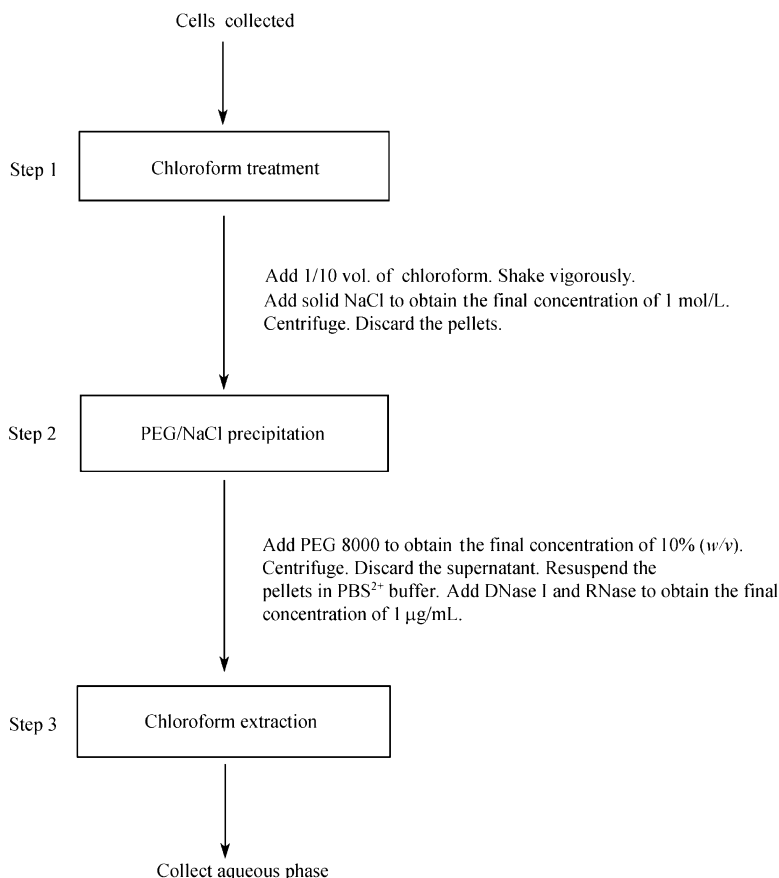 Cells collected
Step 1
Chloroform treatment
Add 1/10 vol. of chloroform. Shake vigorously.
Add solid NaCl to obtain the final concentration of 1 mol/L.
Centrifuge. Discard the pellets.
Step 2
PEG/NaCl precipitation
Add PEG 8000 to obtain the final concentration of 10% (w/v).
Centrifuge. Discard the supernatant. Resuspend the
pellets in PBS²⁺ buffer. Add DNase I and RNase to obtain the final
concentration of 1 μg/mL.
Step 3
Chloroform extraction
Collect aqueous phase